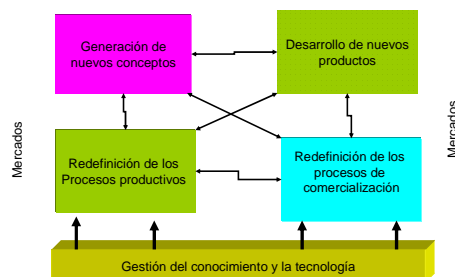 Generación de
nuevos conceptos
Desarrollo de nuevos
productos
Mercados
Mercados
Redefinición de los
Procesos productivos
Redefinición de los
procesos de
comercialización
Gestión del conocimiento y la tecnología